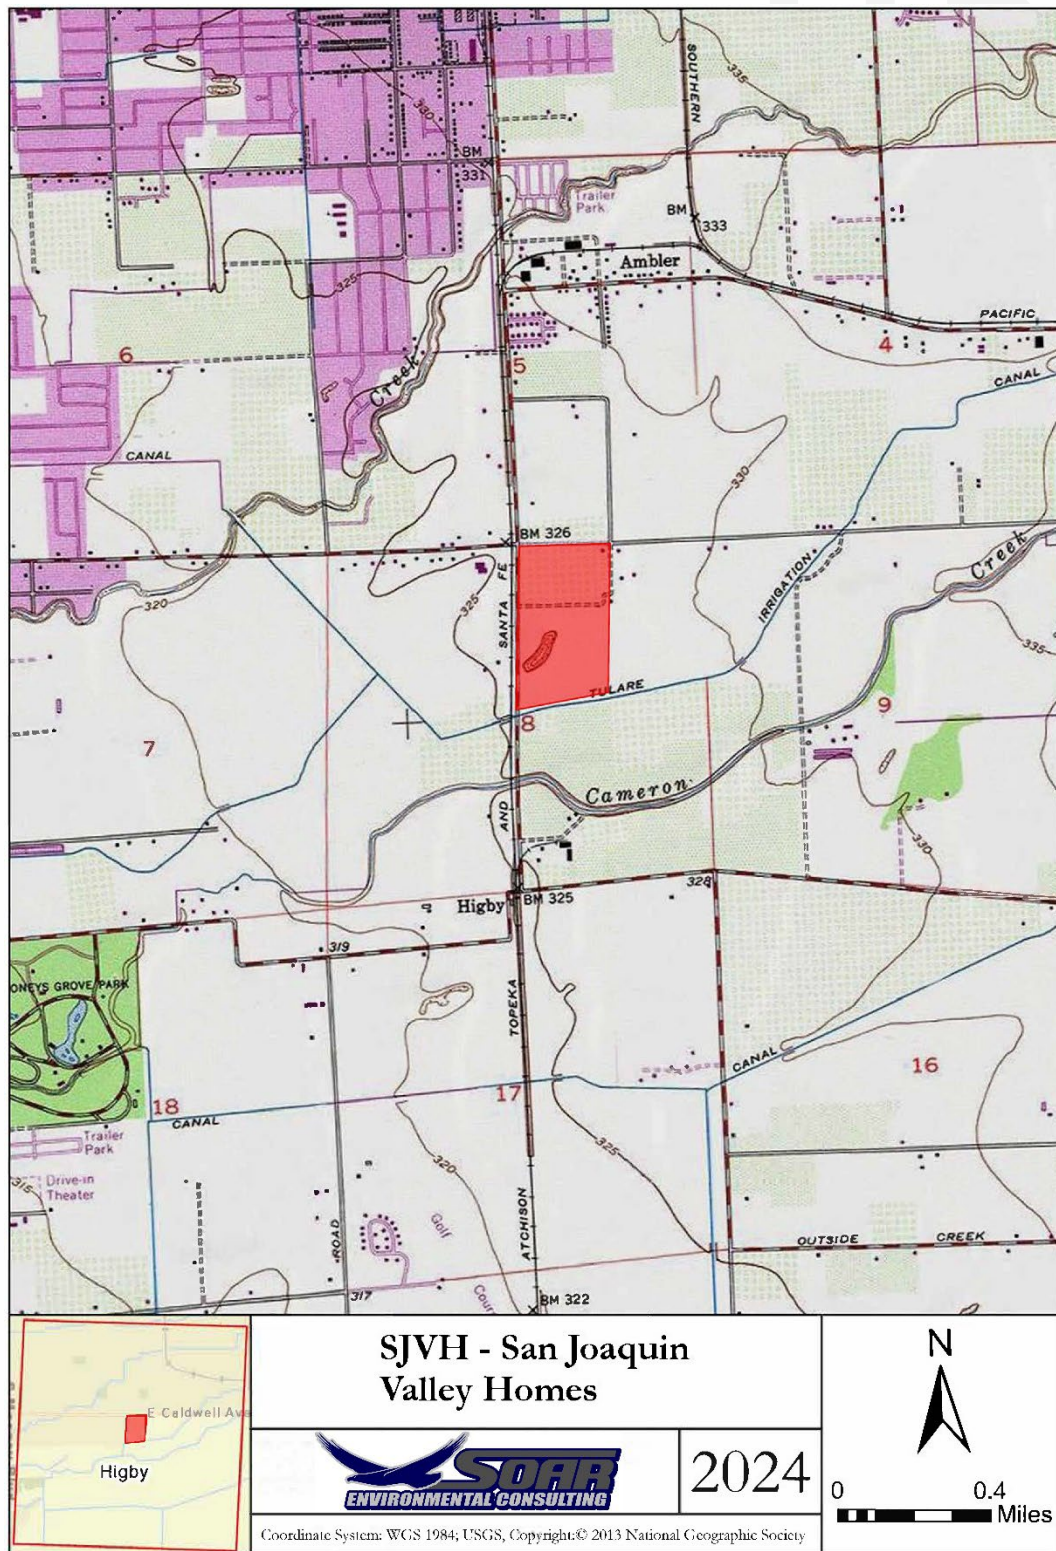 SOUTHERN
335
330
BM
331
Trailer
Park
BM
333
Ambler
325
PACIFIC
6
5
4
CANAL
Creek
CANAL
330
BM 326
IRRIGATION
Creek
320
SANTA FE
325
335
TULARE
7
8
9
Cameron
AND
330
328
Higby
BM 325
319
ONEYS GROVE PARK
TOPEKA
CANAL
16
18
17
CANAL
Trailer
Park
325
320
Drive-in
Theater
315
ROAD
Golf
ATCHISON
OUTSIDE CREEK
317
Cour
BM 322
E Caldwell Ave
Higby
SJVH - San Joaquin
Valley Homes
SOAR
ENVIRONMENTAL CONSULTING
2024
Coordinate System: WGS 1984; USGS, Copyright:© 2013 National Geographic Society
N
0 0.4
Miles